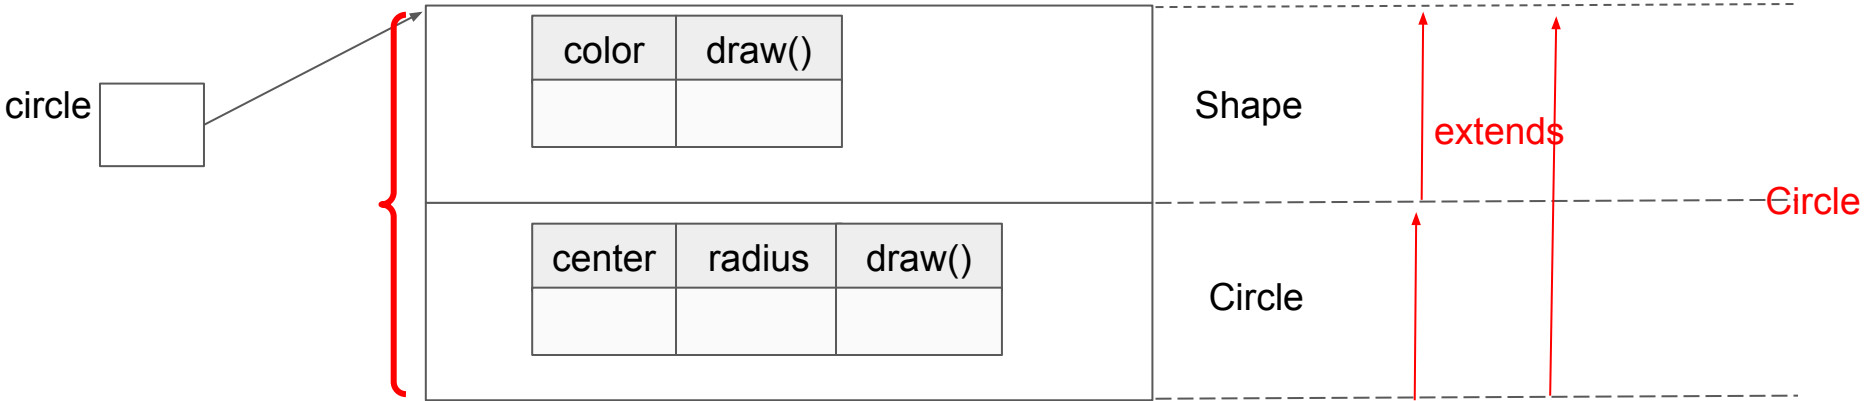 color draw()
circle
Shape
extends
Circle
center radius draw()
Circle